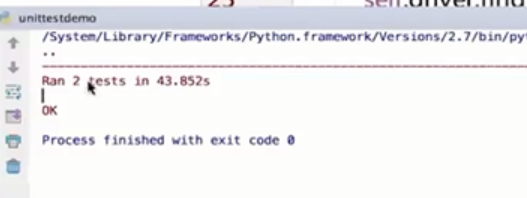 25
self.driver.find
unittestdemo
/System/Library/Frameworks/Python.framework/Versions/2.7/bin/py
..
Ran 2 tests in 43.852s
OK
Process finished with exit code 0